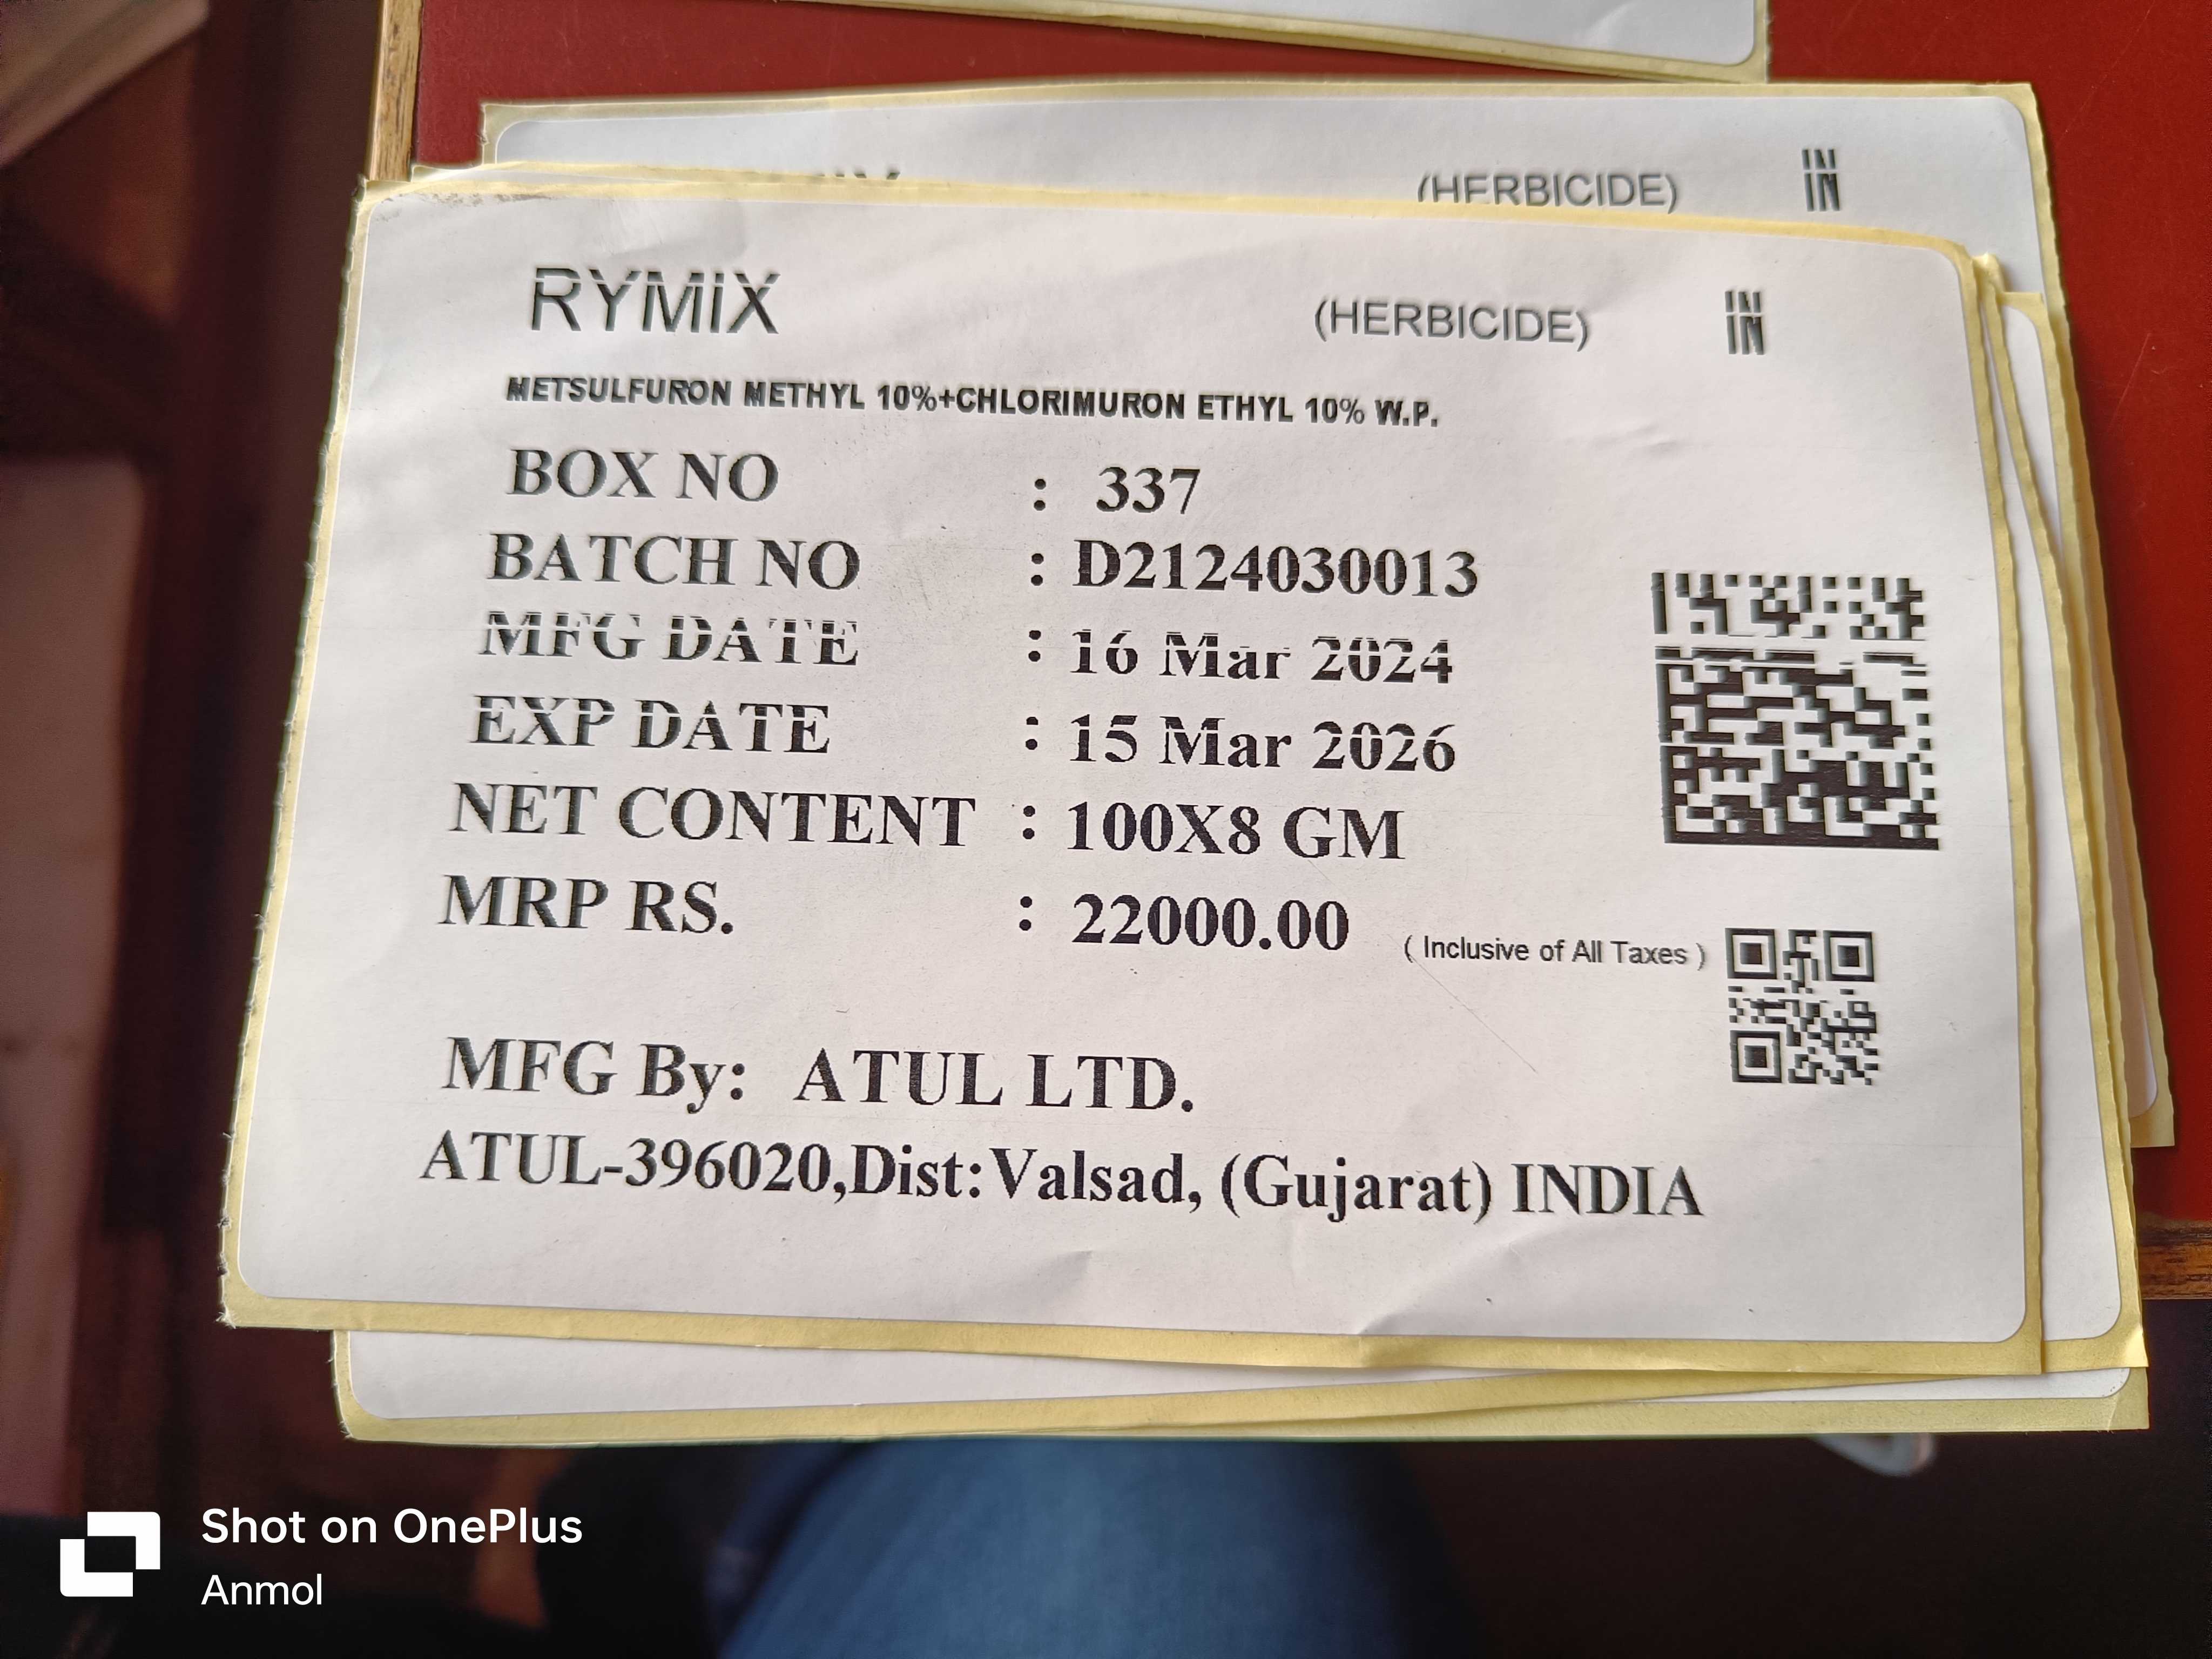 (HERBICIDE) IN
RYMIX (HERBICIDE) IN
METSULFURON METHYL 10%+CHLORIMURON ETHYL 10% W.P.
BOX NO : 337
BATCH NO : D2124030013
MFG DATE : 16 Mar 2024
EXP DATE : 15 Mar 2026
NET CONTENT : 100X8 GM
MRP RS. : 22000.00 ( Inclusive of All Taxes )
MFG By: ATUL LTD.
ATUL-396020,Dist:Valsad, (Gujarat) INDIA
Shot on OnePlus
Anmol